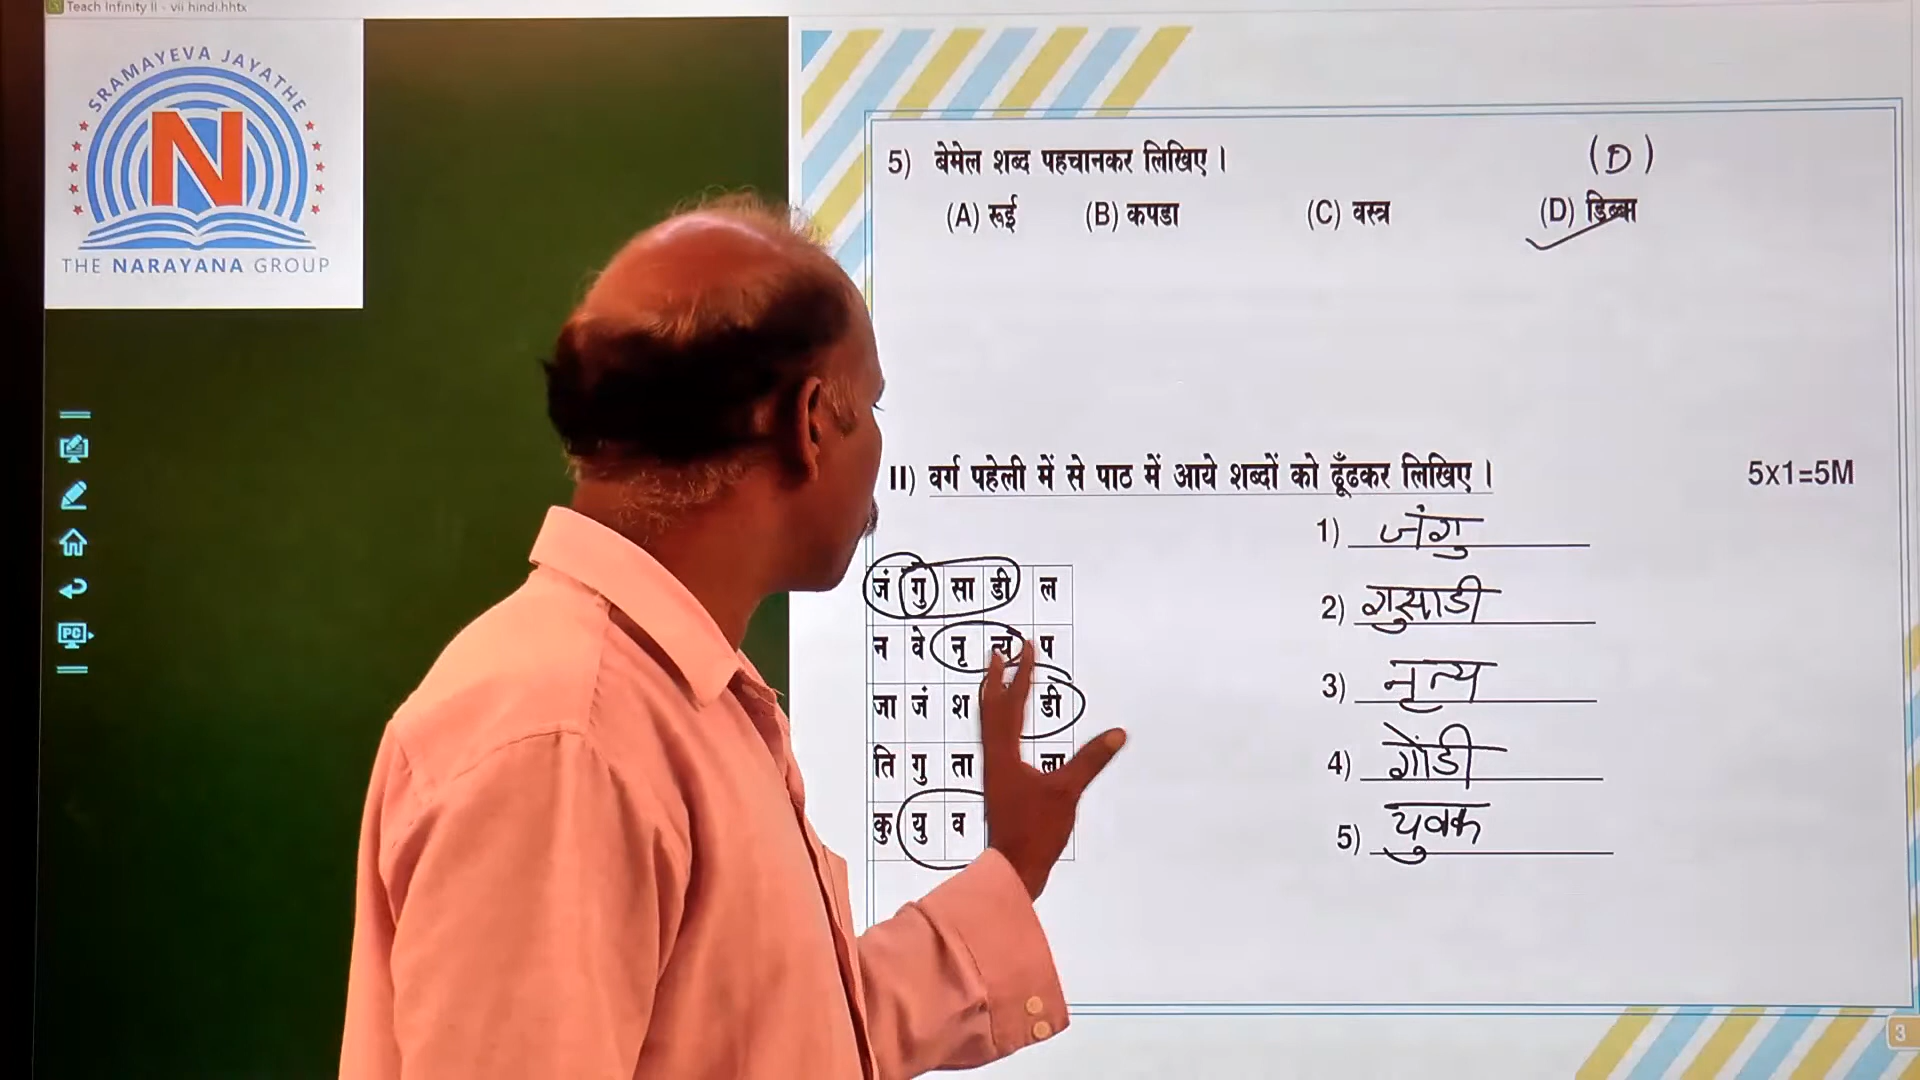 Teach Infinity II - vii hindi.hhtx
SRAMAYEVA JAYATHE
N
THE NARAYANA GROUP
5) बेमेल शब्द पहचानकर लिखिए । (D)
(A) रूई (B) कपडा (C) वस्त्र (D) डिब्बा
II) वर्ग पहेली में से पाठ में आये शब्दों को ढूँढकर लिखिए । 5x1=5M
1) जंगु
2) गुसाडी
3) नृत्य
4) गोंडी
5) युवक
जं गु सा डी ल
न वे नृ त्य प
जा जं श डी
ति गु ता ला
कु यु व
PC
3